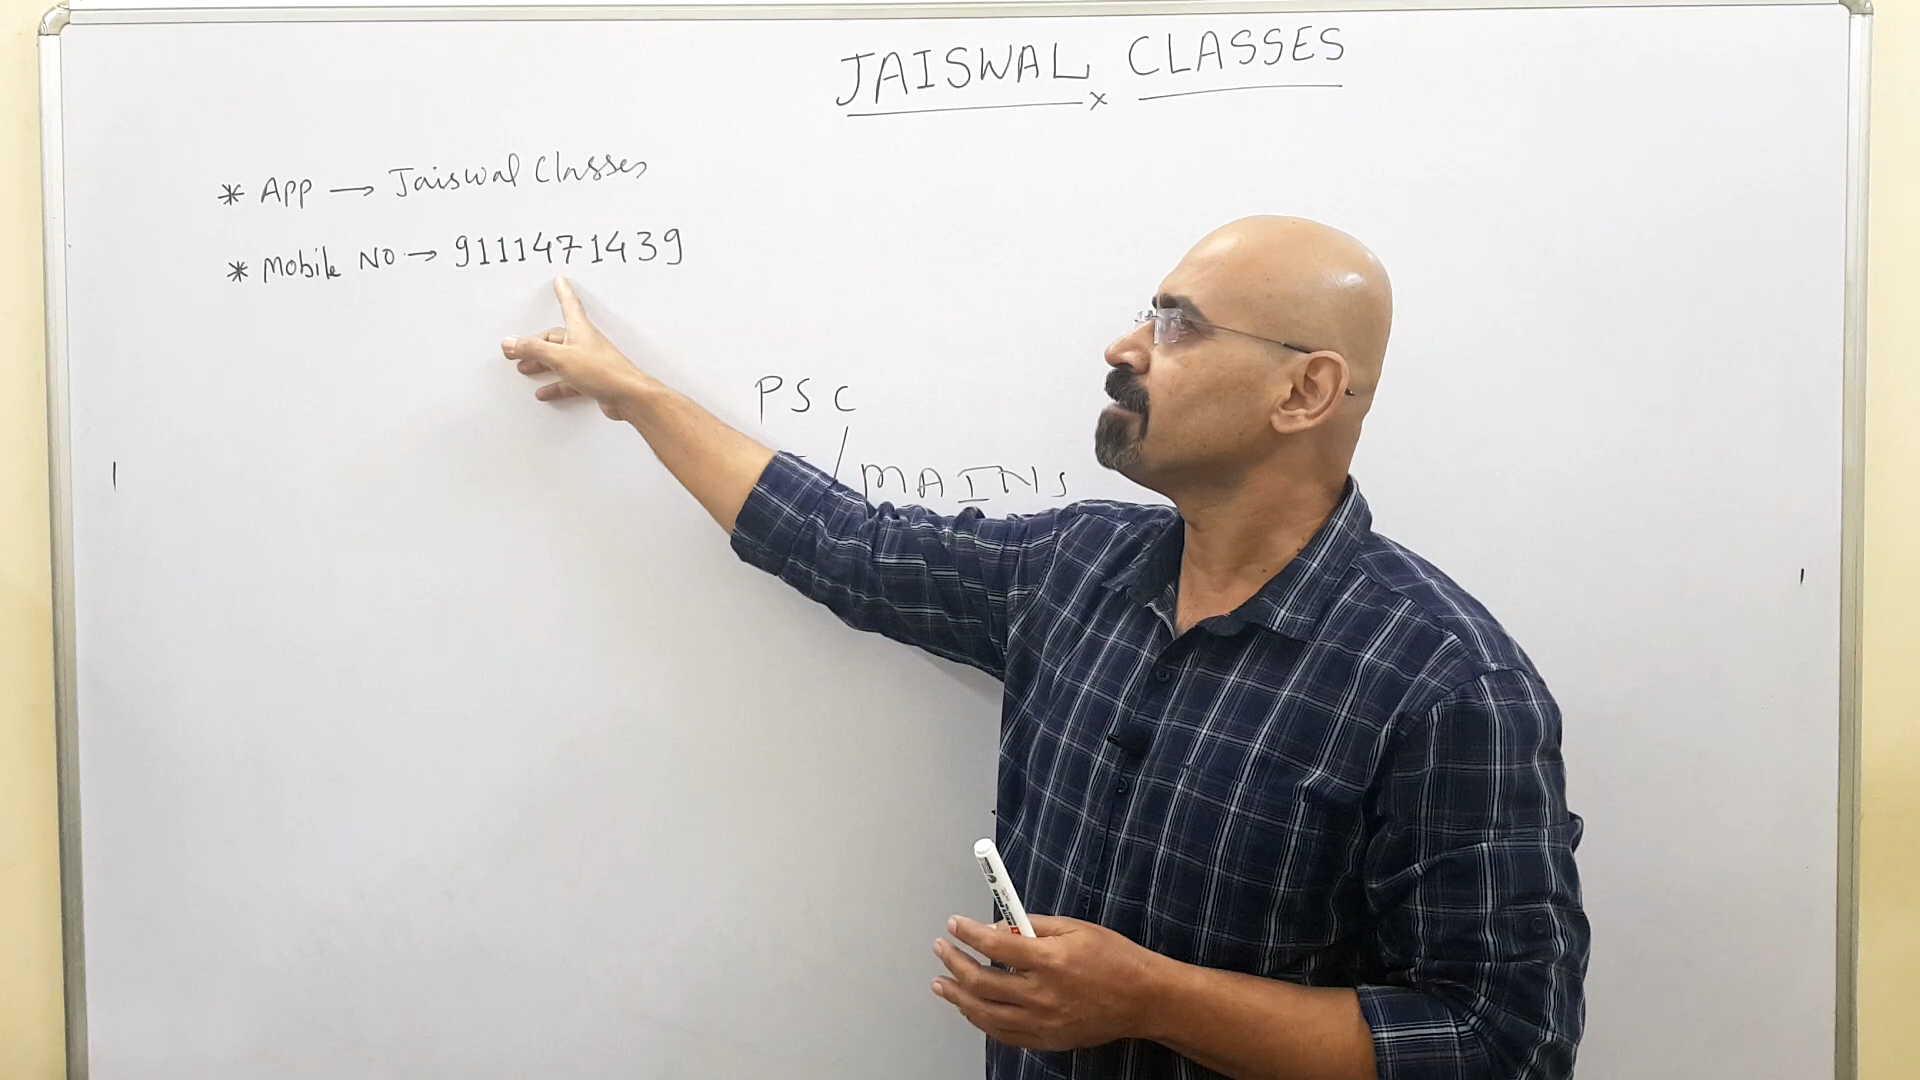 JAISWAL CLASSES
* App → Jaiswal Classes
* Mobile NO → 9111471439
PSC
/ MAINS